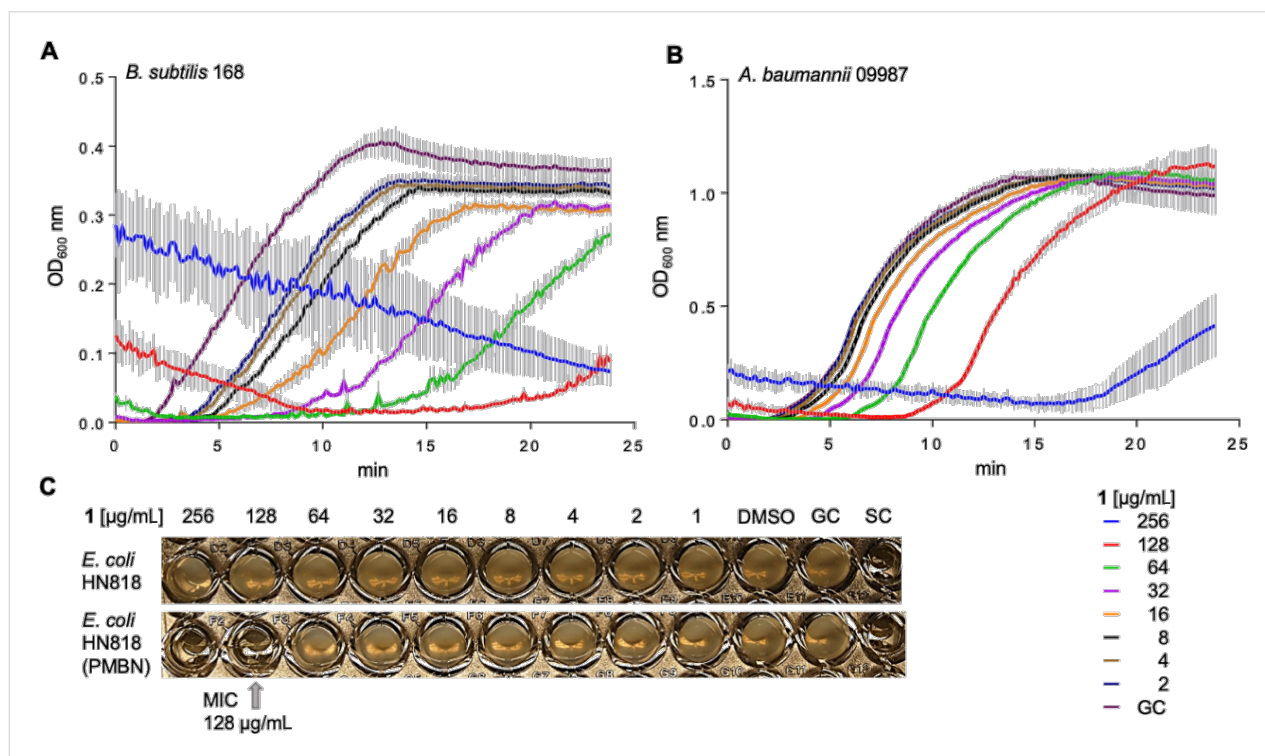 A
B. subtilis 168
0.5
0.4
0.3
0.2
0.1
0.0
OD600 nm
0 5 10 15 20 25
min
B
A. baumannii 09987
1.5
1.0
0.5
0.0
OD600 nm
0 5 10 15 20 25
min
C
1 [µg/mL] 256 128 64 32 16 8 4 2 1 DMSO GC SC
E. coli
HN818
E. coli
HN818
(PMBN)
MIC
128 µg/mL
1 [µg/mL]
256
128
64
32
16
8
4
2
GC